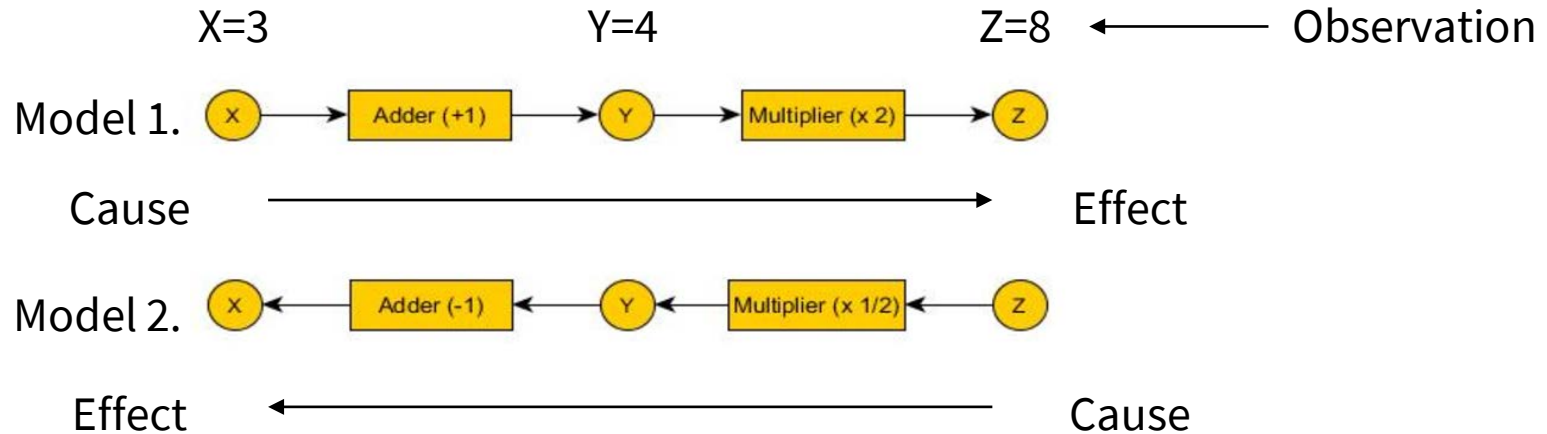 X=3 Y=4 Z=8 Observation
Model 1. X Adder (+1) Y Multiplier (x 2) Z
Cause Effect
Model 2. X Adder (-1) Y Multiplier (x 1/2) Z
Effect Cause